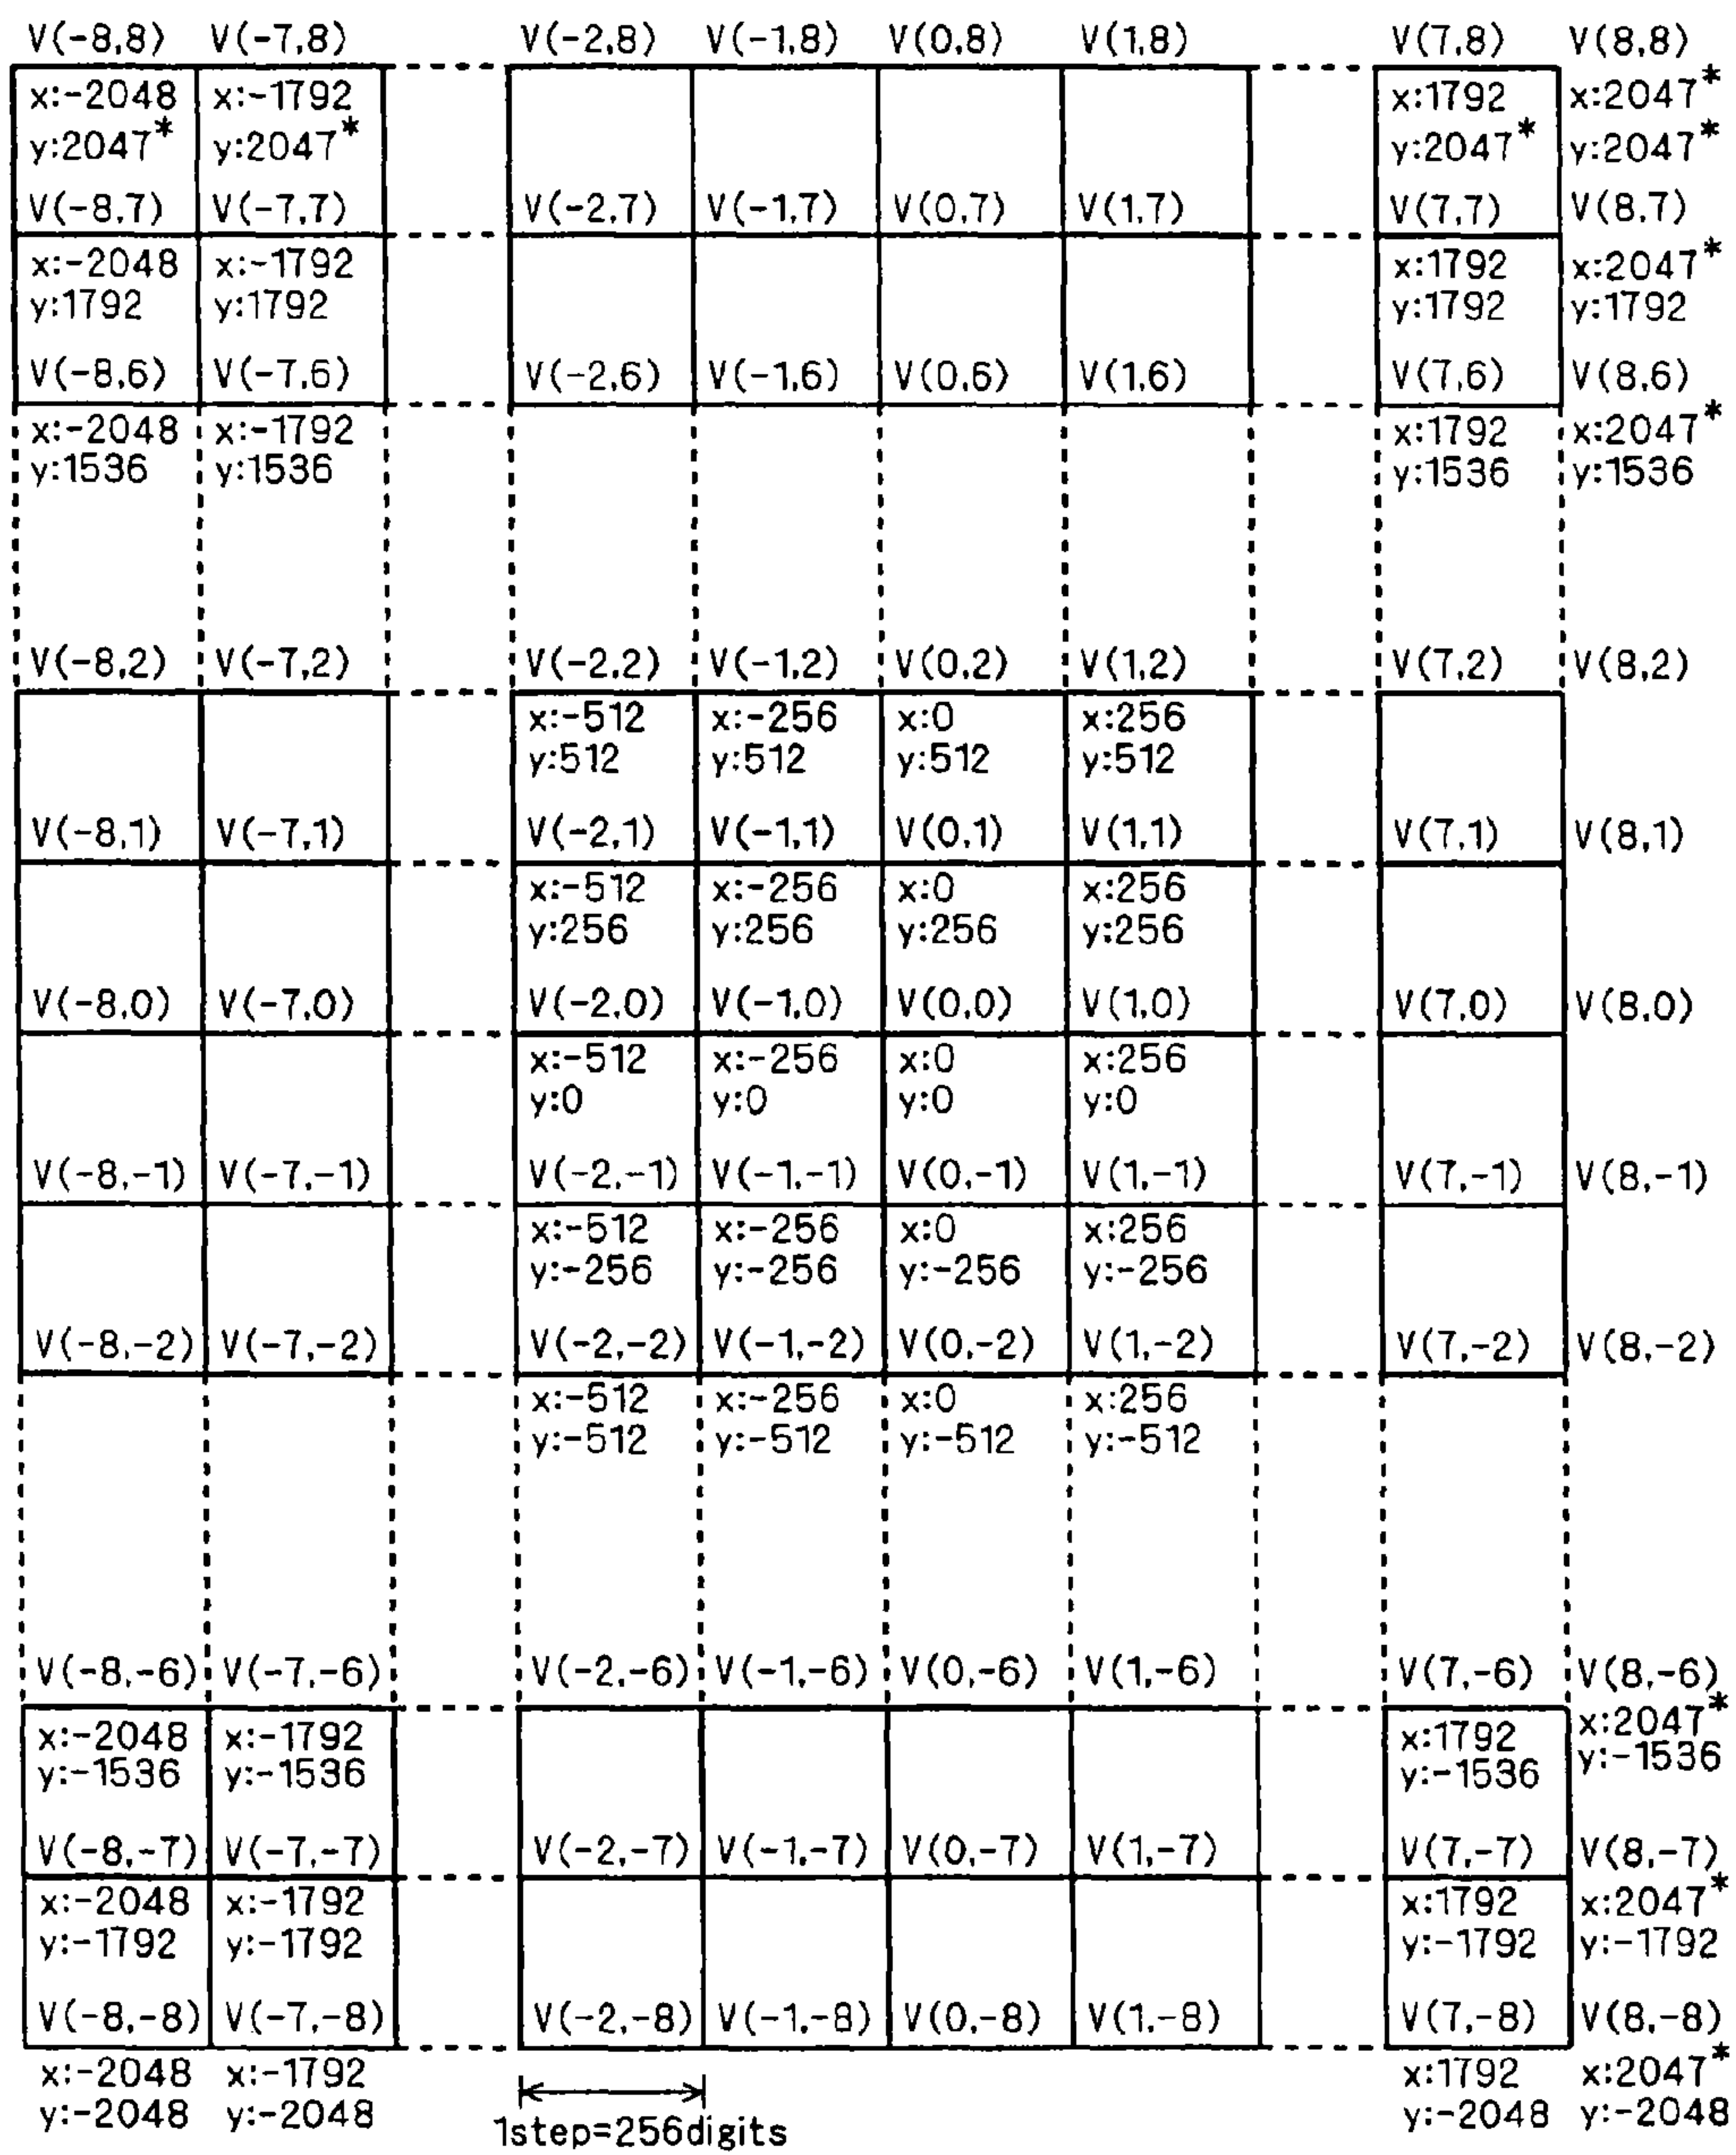 V(-8,8) V(-7,8) V(-2,8) V(-1,8) V(0,8) V(1,8) V(7,8) V(8,8)
x:-2048 x:-1792 x:1792 x:2047*
y:2047* y:2047* y:2047* y:2047*
V(-8,7) V(-7,7) V(-2,7) V(-1,7) V(0,7) V(1,7) V(7,7) V(8,7)
x:-2048 x:-1792 x:1792 x:2047*
y:1792 y:1792 y:1792 y:1792
V(-8,6) V(-7,6) V(-2,6) V(-1,6) V(0,6) V(1,6) V(7,6) V(8,6)
x:-2048 x:-1792 x:1792 x:2047*
y:1536 y:1536 y:1536 y:1536
V(-8,2) V(-7,2) V(-2,2) V(-1,2) V(0,2) V(1,2) V(7,2) V(8,2)
x:-512 x:-256 x:0 x:256
y:512 y:512 y:512 y:512
V(-8,1) V(-7,1) V(-2,1) V(-1,1) V(0,1) V(1,1) V(7,1) V(8,1)
x:-512 x:-256 x:0 x:256
y:256 y:256 y:256 y:256
V(-8,0) V(-7,0) V(-2,0) V(-1,0) V(0,0) V(1,0) V(7,0) V(8,0)
x:-512 x:-256 x:0 x:256
y:0 y:0 y:0 y:0
V(-8,-1) V(-7,-1) V(-2,-1) V(-1,-1) V(0,-1) V(1,-1) V(7,-1) V(8,-1)
x:-512 x:-256 x:0 x:256
y:-256 y:-256 y:-256 y:-256
V(-8,-2) V(-7,-2) V(-2,-2) V(-1,-2) V(0,-2) V(1,-2) V(7,-2) V(8,-2)
x:-512 x:-256 x:0 x:256
y:-512 y:-512 y:-512 y:-512
V(-8,-6) V(-7,-6) V(-2,-6) V(-1,-6) V(0,-6) V(1,-6) V(7,-6) V(8,-6)
x:-2048 x:-1792 x:1792 x:2047*
y:-1536 y:-1536 y:-1536 y:-1536
V(-8,-7) V(-7,-7) V(-2,-7) V(-1,-7) V(0,-7) V(1,-7) V(7,-7) V(8,-7)
x:-2048 x:-1792 x:1792 x:2047*
y:-1792 y:-1792 y:-1792 y:-1792
V(-8,-8) V(-7,-8) V(-2,-8) V(-1,-8) V(0,-8) V(1,-8) V(7,-8) V(8,-8)
x:-2048 x:-1792 x:1792 x:2047*
y:-2048 y:-2048 y:-2048 y:-2048
1step=256digits